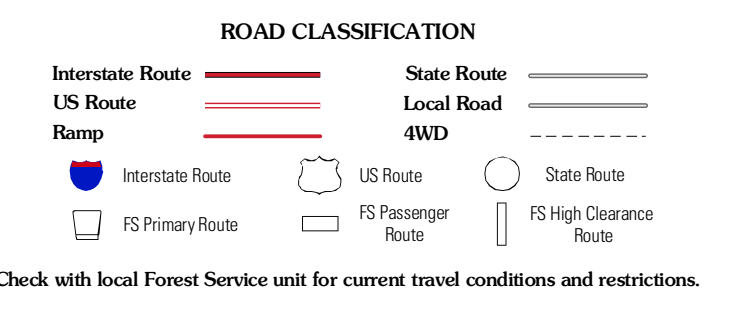 ROAD CLASSIFICATION
Interstate Route
State Route
US Route
Local Road
Ramp
4WD
Interstate Route
US Route
State Route
FS Primary Route
FS Passenger
Route
FS High Clearance
Route
Check with local Forest Service unit for current travel conditions and restrictions.